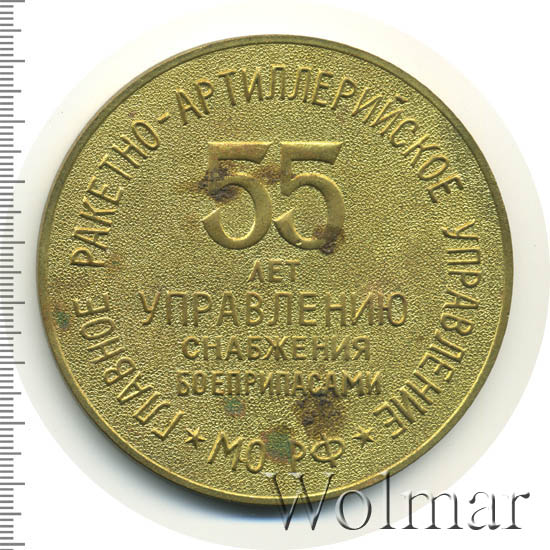 ГЛАВНОЕ РАКЕТНО-АРТИЛЛЕРИЙСКОЕ УПРАВЛЕНИЕ
55
ЛЕТ
УПРАВЛЕНИЮ
СНАБЖЕНИЯ
БОЕПРИПАСАМИ
★ МО РФ ★
Wolmar